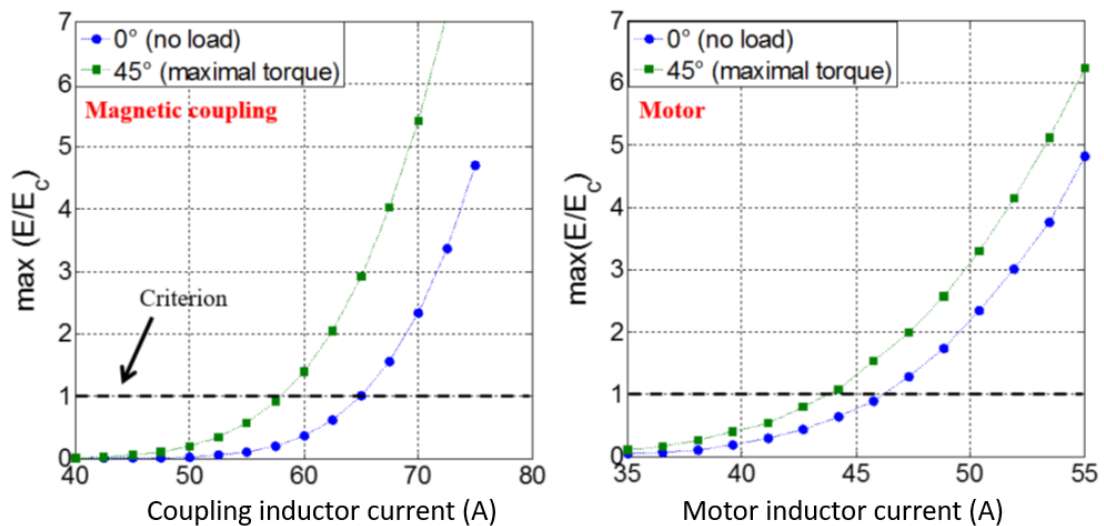 0° (no load)
45° (maximal torque)
Magnetic coupling
Criterion
max (E/E_c)
7
6
5
4
3
2
1
0
40 50 60 70 80
Coupling inductor current (A)
0° (no load)
45° (maximal torque)
Motor
max(E/E_c)
7
6
5
4
3
2
1
0
35 40 45 50 55
Motor inductor current (A)